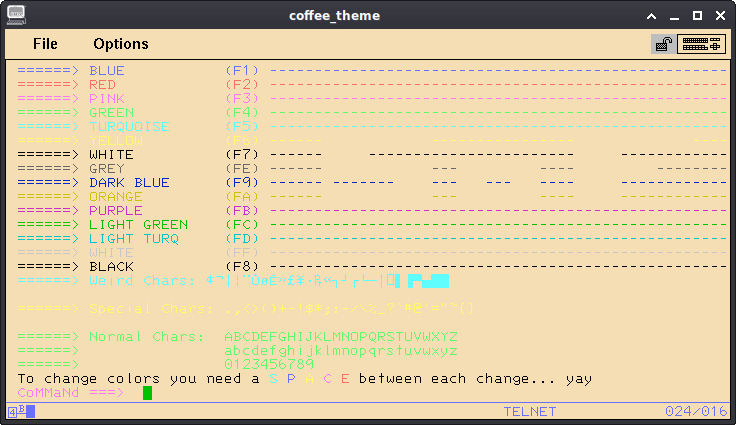 coffee_theme
File Options
======> BLUE (F1) ------------------------------------------------------
======> RED (F2) ------------------------------------------------------
======> PINK (F3) ------------------------------------------------------
======> GREEN (F4) ------------------------------------------------------
======> TURQUOISE (F5) ------------------------------------------------------
======> YELLOW (F6) ------ ------------- ----
======> WHITE (F7) ------ ------------------------ -------------
======> GREY (FE) ------ --- ---- -------------
======> DARK BLUE (F9) ------ ------- --- --- ---- -------------
======> ORANGE (FA) ------ --- ---- -------------
======> PURPLE (FB) ------------------------------------------------------
======> LIGHT GREEN (FC) ------------------------------------------------------
======> LIGHT TURQ (FD) ------------------------------------------------------
======> WHITE (FF) ------------------------------------------------------
======> BLACK (F8) ------------------------------------------------------
======> Weird Chars:
======> Special Chars:
======> Normal Chars: ABCDEFGHIJKLMNOPQRSTUVWXYZ
======> abcdefghijklmnopqrstuvwxyz
======> 0123456789
To change colors you need a S P A C E between each change... yay
CoMMaNd ===>
4 B TELNET 024/016